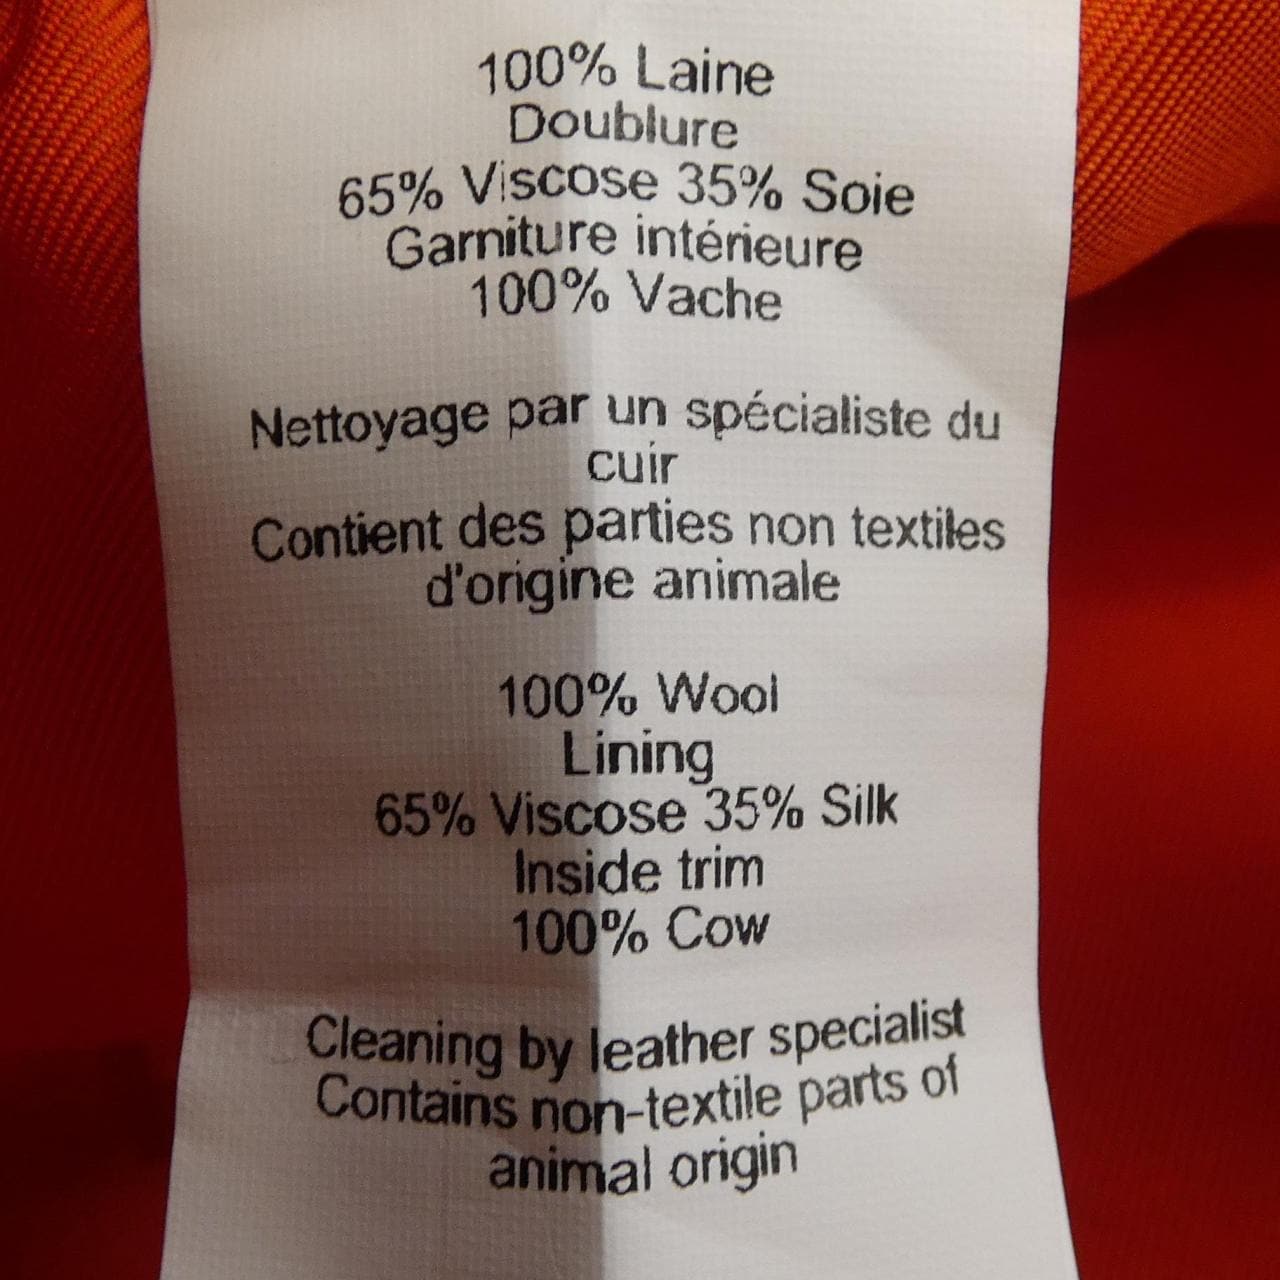 100% Laine
Doublure
65% Viscose 35% Soie
Garniture intérieure
100% Vache
Nettoyage par un spécialiste du
cuir
Contient des parties non textiles
d'origine animale
100% Wool
Lining
65% Viscose 35% Silk
Inside trim
100% Cow
Cleaning by leather specialist
Contains non-textile parts of
animal origin